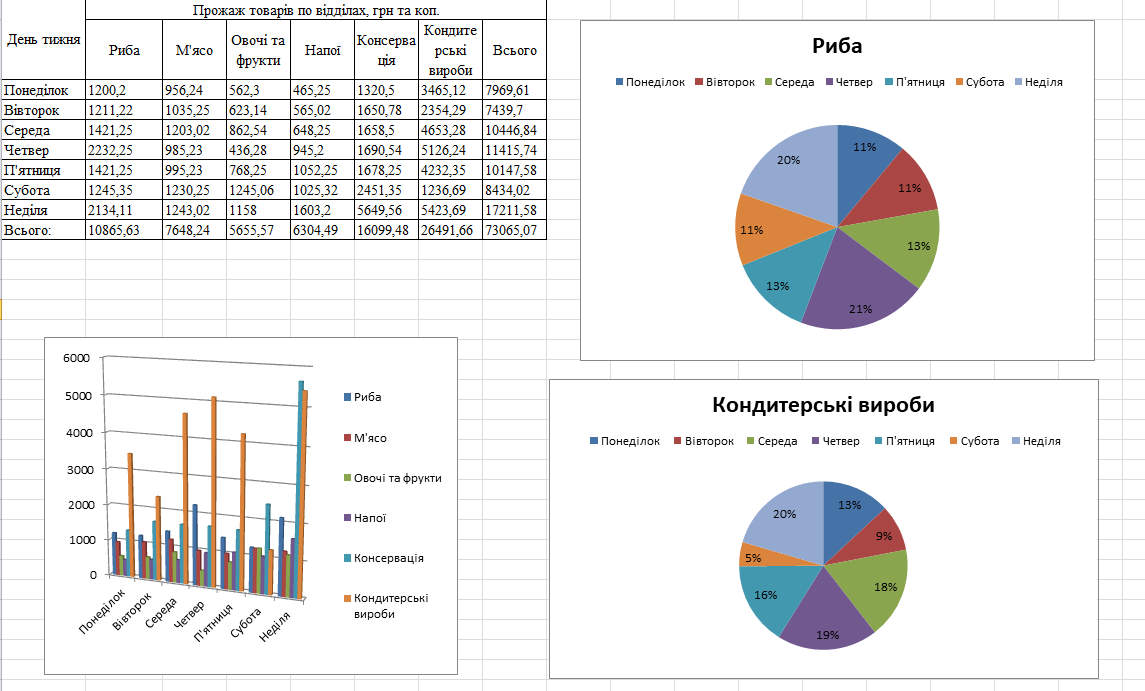 Прожаж товарів по відділах, грн та коп.
День тижня Риба М'ясо Овочі та фрукти Напої Консервація Кондитерські вироби Всього
Понеділок 1200,2 956,24 562,3 465,25 1320,5 3465,12 7969,61
Вівторок 1211,22 1035,25 623,14 565,02 1650,78 2354,29 7439,7
Середа 1421,25 1203,02 862,54 648,25 1658,5 4653,28 10446,84
Четвер 2232,25 985,23 436,28 945,2 1690,54 5126,24 11415,74
П'ятниця 1421,25 995,23 768,25 1052,25 1678,25 4232,35 10147,58
Субота 1245,35 1230,25 1245,06 1025,32 2451,35 1236,69 8434,02
Неділя 2134,11 1243,02 1158 1603,2 5649,56 5423,69 17211,58
Всього: 10865,63 7648,24 5655,57 6304,49 16099,48 26491,66 73065,07
Риба
Понеділок Вівторок Середа Четвер П'ятниця Субота Неділя
11%
11%
13%
21%
13%
11%
20%
6000
5000
4000
3000
2000
1000
0
Понеділок
Вівторок
Середа
Четвер
П'ятниця
Субота
Неділя
Риба
М'ясо
Овочі та фрукти
Напої
Консервація
Кондитерські
вироби
Кондитерські вироби
Понеділок Вівторок Середа Четвер П'ятниця Субота Неділя
13%
9%
18%
19%
16%
5%
20%